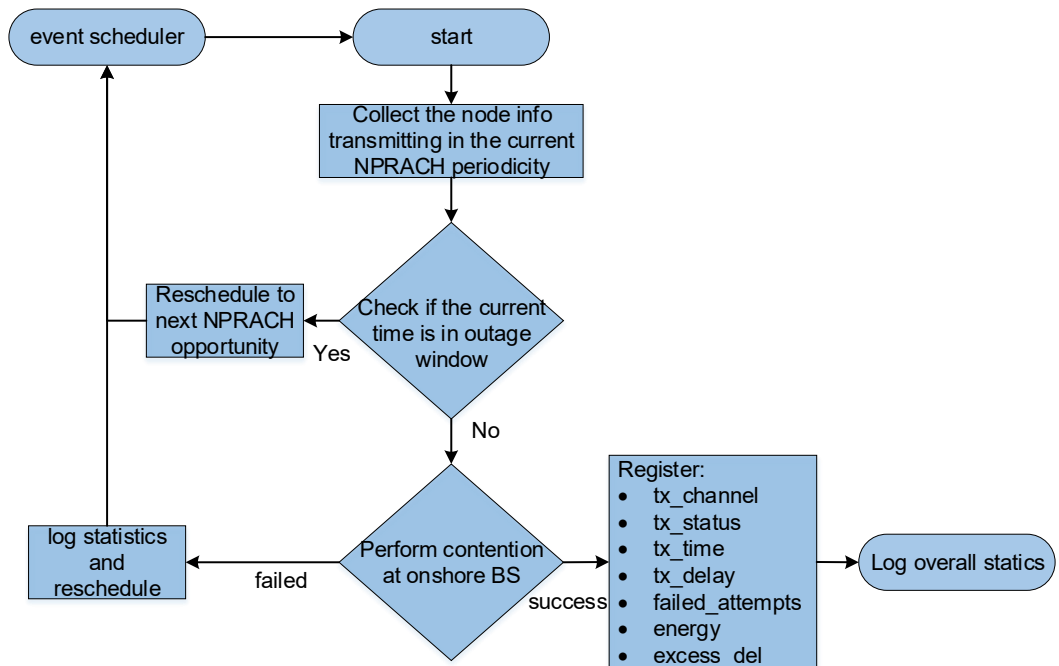 event scheduler
start
Collect the node info
transmitting in the current
NPRACH periodicity
Check if the current
time is in outage
window
Yes
Reschedule to
next NPRACH
opportunity
No
Perform contention
at onshore BS
failed
log statistics
and
reschedule
success
Register:
• tx_channel
• tx_status
• tx_time
• tx_delay
• failed_attempts
• energy
• excess_del
Log overall statics